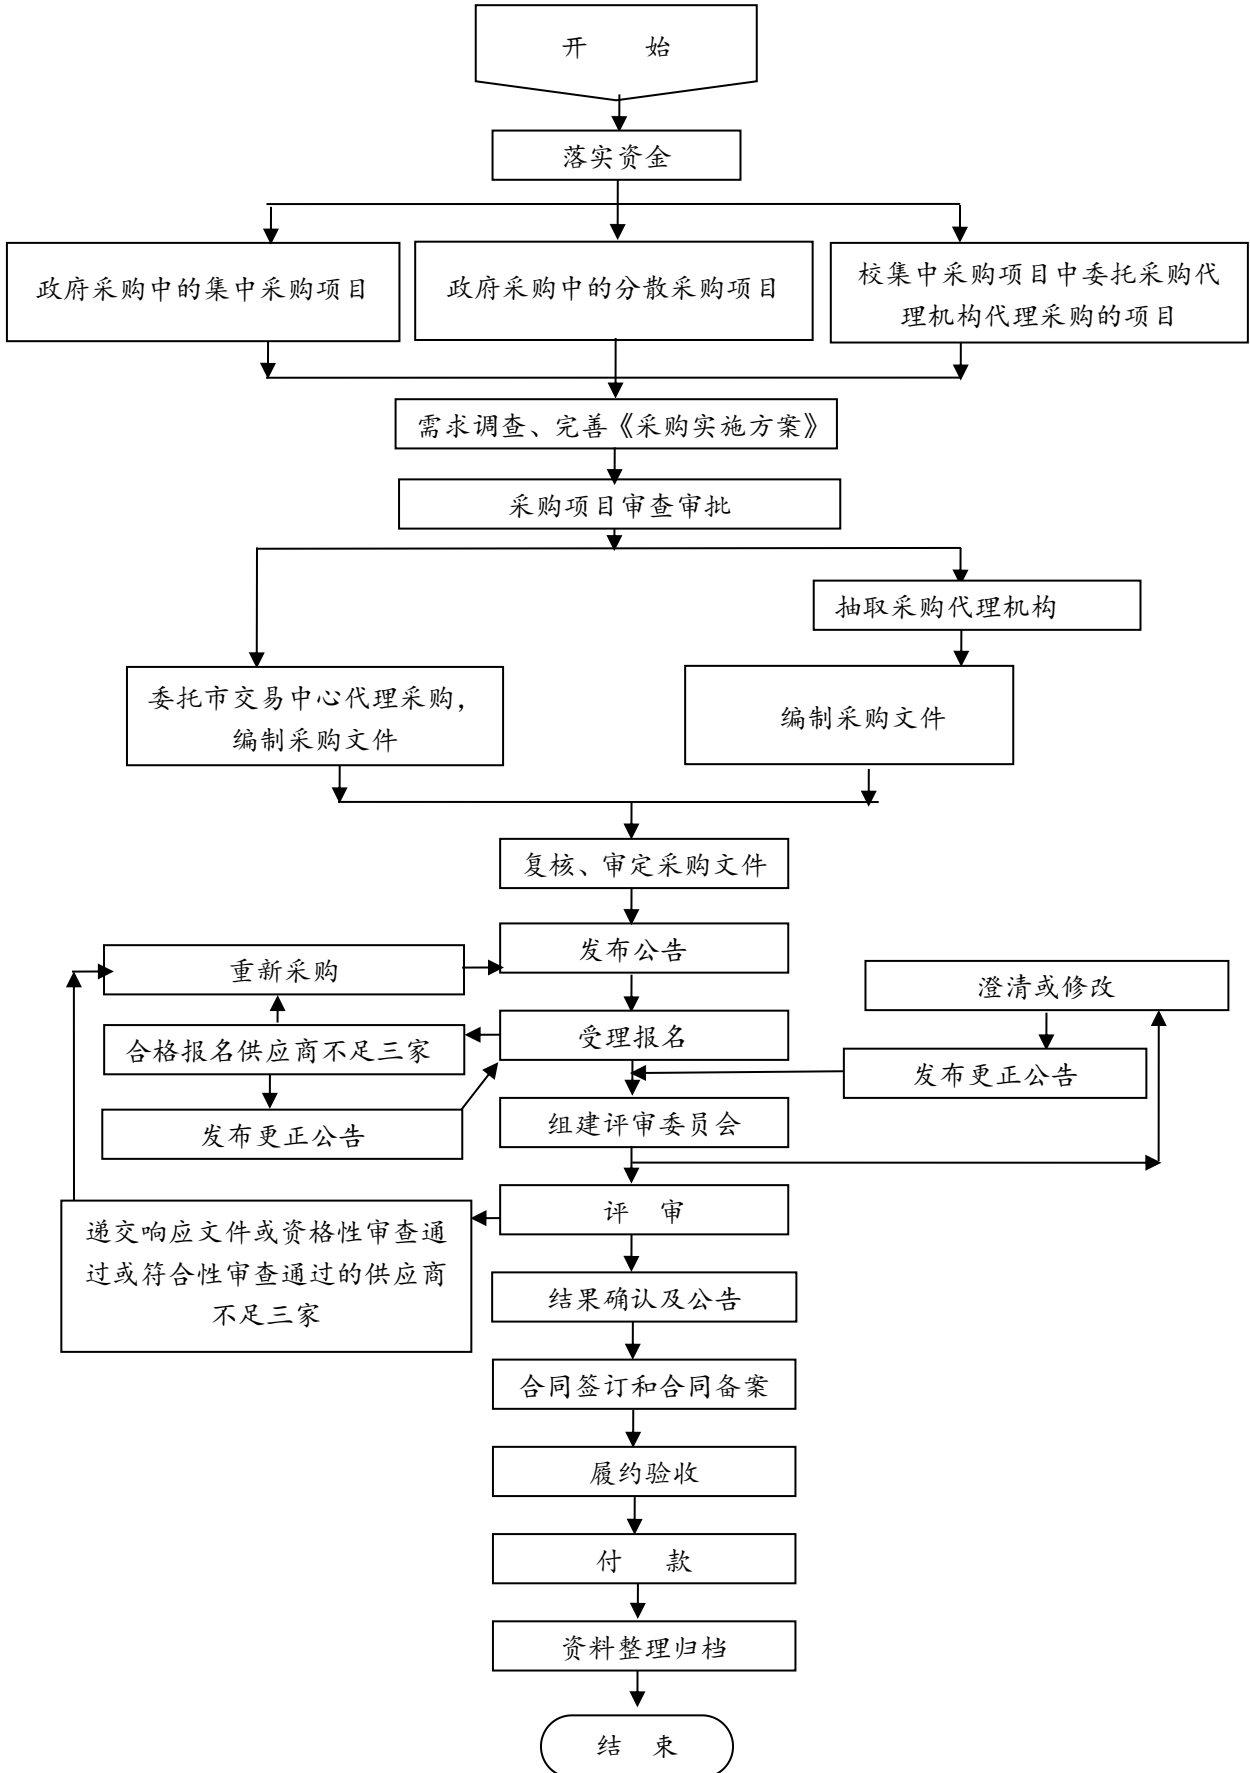 开 始
落实资金
政府采购中的集中采购项目
政府采购中的分散采购项目
校集中采购项目中委托采购代
理机构代理采购的项目
需求调查、完善《采购实施方案》
采购项目审查审批
抽取采购代理机构
委托市交易中心代理采购，
编制采购文件
编制采购文件
复核、审定采购文件
发布公告
重新采购
澄清或修改
受理报名
合格报名供应商不足三家
发布更正公告
组建评审委员会
发布更正公告
评 审
递交响应文件或资格性审查通
过或符合性审查通过的供应商
不足三家
结果确认及公告
合同签订和合同备案
履约验收
付 款
资料整理归档
结 束